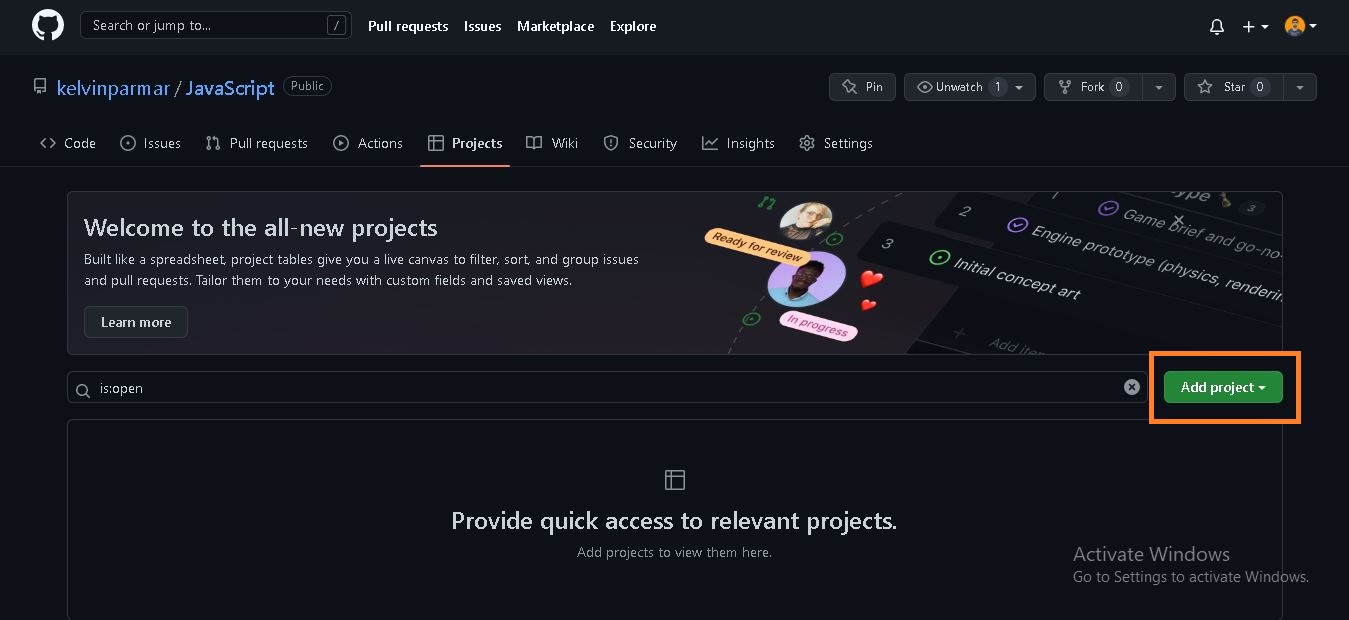 Search or jump to... /
Pull requests Issues Marketplace Explore
kelvinparmar / JavaScript Public
Pin Unwatch 1 Fork 0 Star 0
Code Issues Pull requests Actions Projects Wiki Security Insights Settings
Welcome to the all-new projects
Built like a spreadsheet, project tables give you a live canvas to filter, sort, and group issues
and pull requests. Tailor them to your needs with custom fields and saved views.
Learn more
Ready for review
In progress
1 type 3
2 Game brief and go-no-
3 Engine prototype (physics, renderin
Initial concept art
Add item
is:open
Add project
Provide quick access to relevant projects.
Add projects to view them here.
Activate Windows
Go to Settings to activate Windows.